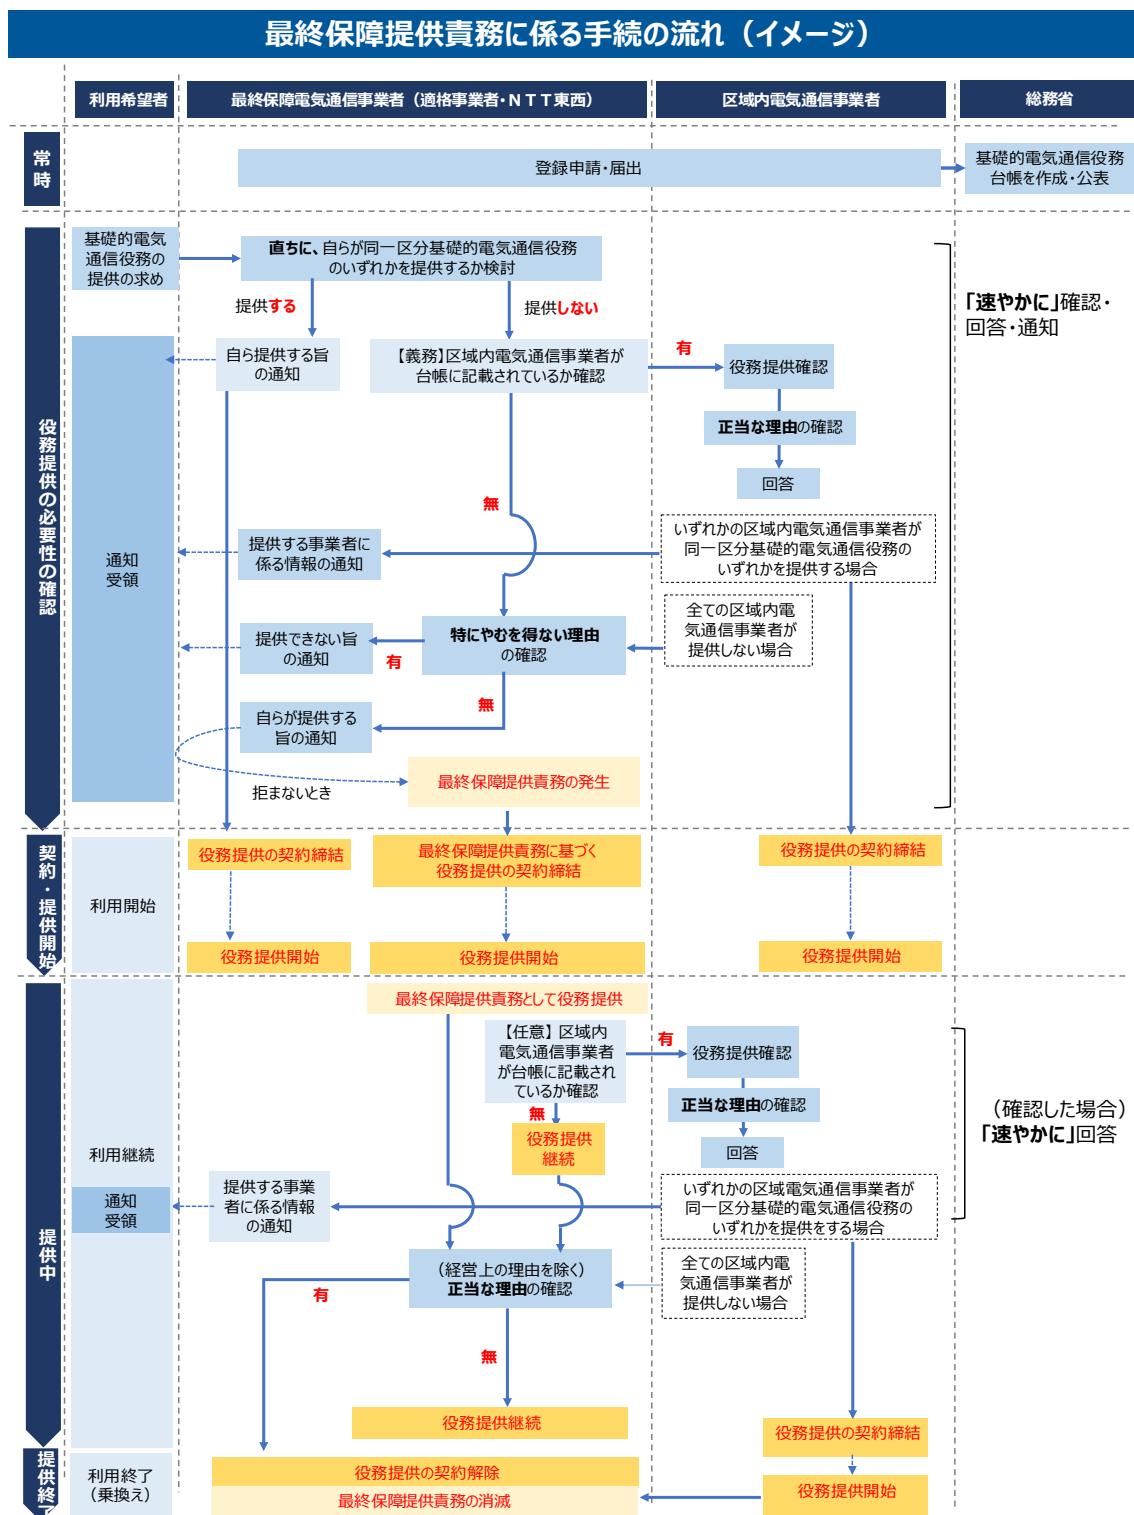 最終保障提供責務に係る手続の流れ（イメージ）
利用希望者
最終保障電気通信事業者（適格事業者・ＮＴＴ東西）
区域内電気通信事業者
総務省
常時
登録申請・届出
基礎的電気通信役務
台帳を作成・公表
役務提供の必要性の確認
基礎的電気
通信役務の
提供の求め
直ちに、自らが同一区分基礎的電気通信役務
のいずれかを提供するか検討
「速やかに」確認・
回答・通知
提供する
提供しない
自ら提供する旨
の通知
【義務】区域内電気通信事業者が
台帳に記載されているか確認
有
役務提供確認
正当な理由の確認
回答
無
通知
受領
提供する事業者に
係る情報の通知
いずれかの区域内電気通信事業者が
同一区分基礎的電気通信役務の
いずれかを提供する場合
全ての区域内電
気通信事業者が
提供しない場合
特にやむを得ない理由
の確認
有
提供できない旨
の通知
無
自らが提供する
旨の通知
拒まないとき
最終保障提供責務の発生
契約・提供開始
利用開始
役務提供の契約締結
最終保障提供責務に基づく
役務提供の契約締結
役務提供の契約締結
役務提供開始
役務提供開始
役務提供開始
提供中
最終保障提供責務として役務提供
【任意】区域内
電気通信事業者
が台帳に記載され
ているか確認
有
役務提供確認
正当な理由の確認
回答
（確認した場合）
「速やかに」回答
無
役務提供
継続
利用継続
通知
受領
提供する事業
者に係る情報
の通知
いずれかの区域電気通信事業者が
同一区分基礎的電気通信役務の
いずれかを提供をする場合
全ての区域内電
気通信事業者が
提供しない場合
（経営上の理由を除く）
正当な理由の確認
有
無
役務提供継続
役務提供の契約締結
提供終了
利用終了
（乗換え）
役務提供の契約解除
最終保障提供責務の消滅
役務提供開始